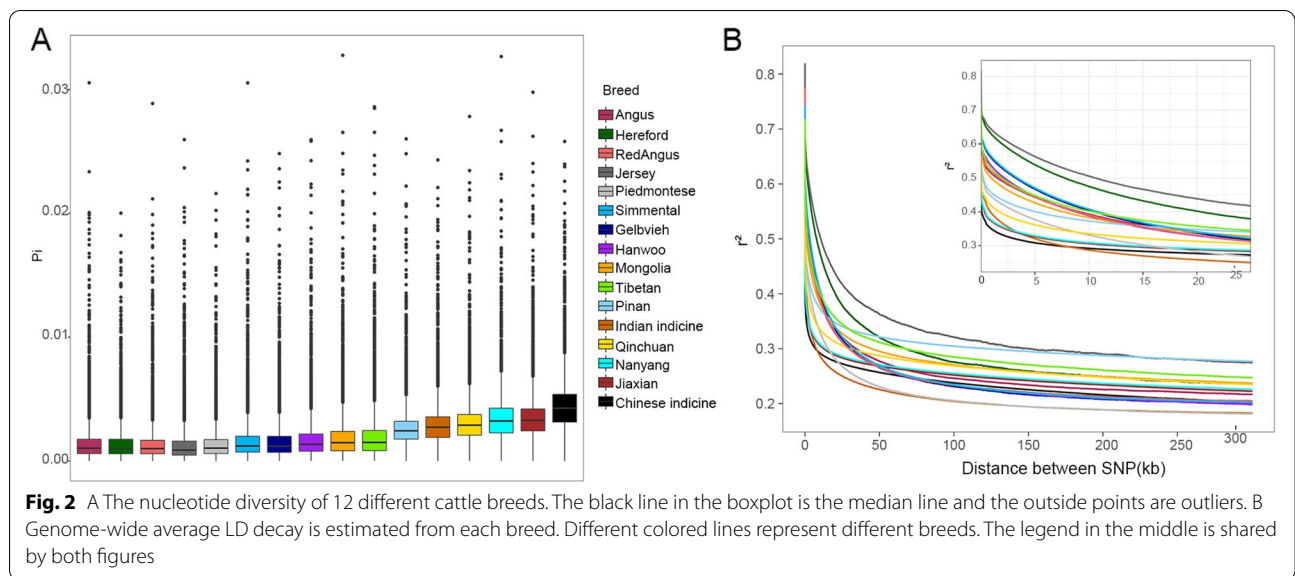 A
B
Pi
0.03
0.02
0.01
0.00
Breed
Angus
Hereford
RedAngus
Jersey
Piedmontese
Simmental
Gelbvieh
Hanwoo
Mongolia
Tibetan
Pinan
Indian indicine
Qinchuan
Nanyang
Jiaxian
Chinese indicine
r²
0.8
0.7
0.6
0.5
0.4
0.3
0.2
0 50 100 150 200 250 300
Distance between SNP(kb)
r²
0.8
0.7
0.6
0.5
0.4
0.3
0 5 10 15 20 25
Fig. 2 A The nucleotide diversity of 12 different cattle breeds. The black line in the boxplot is the median line and the outside points are outliers. B
Genome-wide average LD decay is estimated from each breed. Different colored lines represent different breeds. The legend in the middle is shared
by both figures